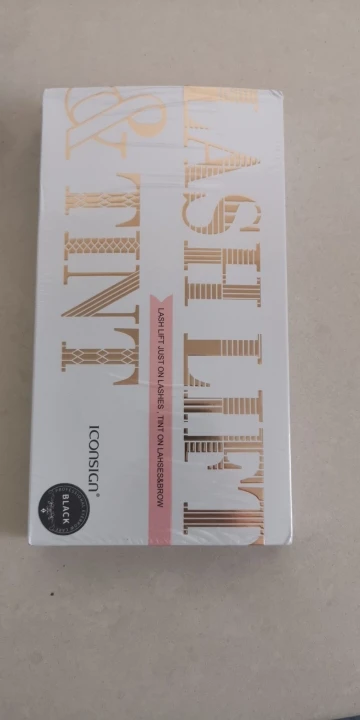 LASH LIFT
& TINT
LASH LIFT JUST ON LASHES , TINT ON LAHSES&BROW
ICONSIGN®
BLACK